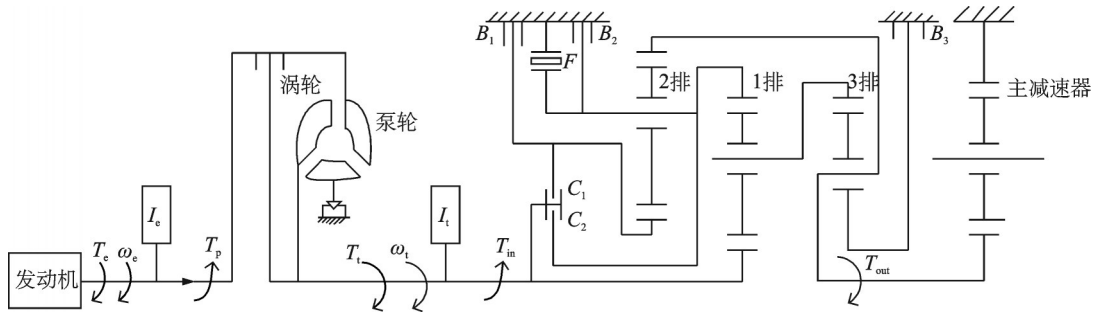 B₁
B₂
B₃
F
涡轮
2排
1排
3排
主减速器
泵轮
C₁
C₂
Iₑ
Iₜ
发动机
Tₑ
ωₑ
Tₚ
Tₜ
ωₜ
Tᵢₙ
Tₒᵤₜ